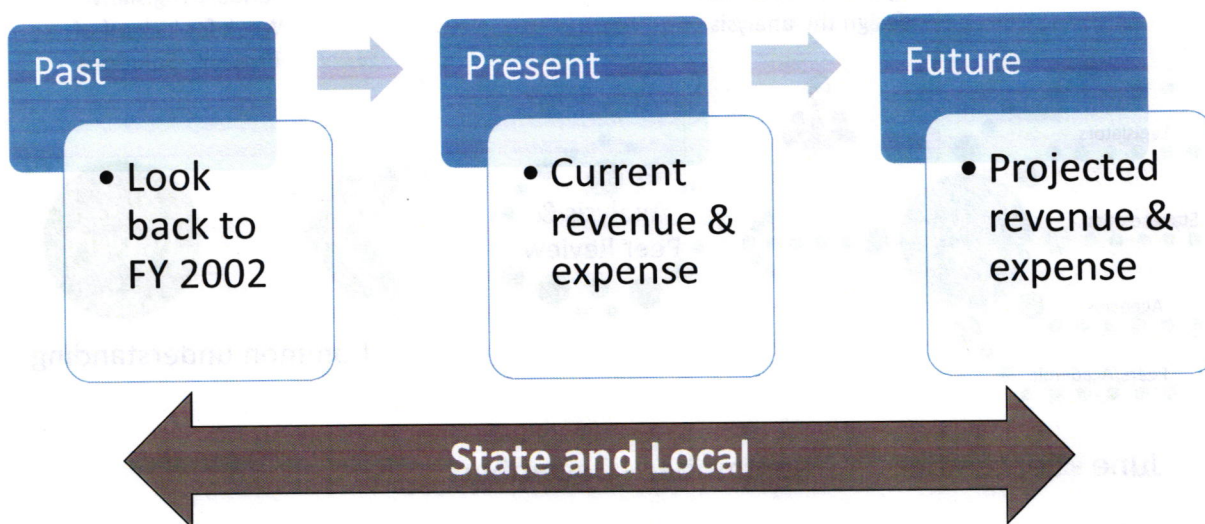 Past
Present
Future
• Look
back to
FY 2002
• Current
revenue &
expense
• Projected
revenue &
expense
State and Local